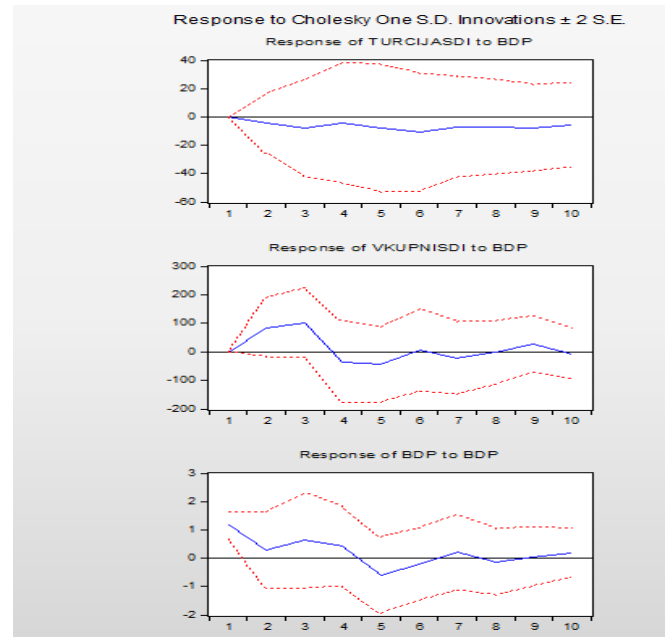 Response to Cholesky One S.D. Innovations ± 2 S.E.
Response of TURCIJASDI to BDP
40
20
0
-20
-40
-60
1 2 3 4 5 6 7 8 9 10
Response of VKUPNISDI to BDP
300
200
100
0
-100
-200
1 2 3 4 5 6 7 8 9 10
Response of BDP to BDP
3
2
1
0
-1
-2
1 2 3 4 5 6 7 8 9 10